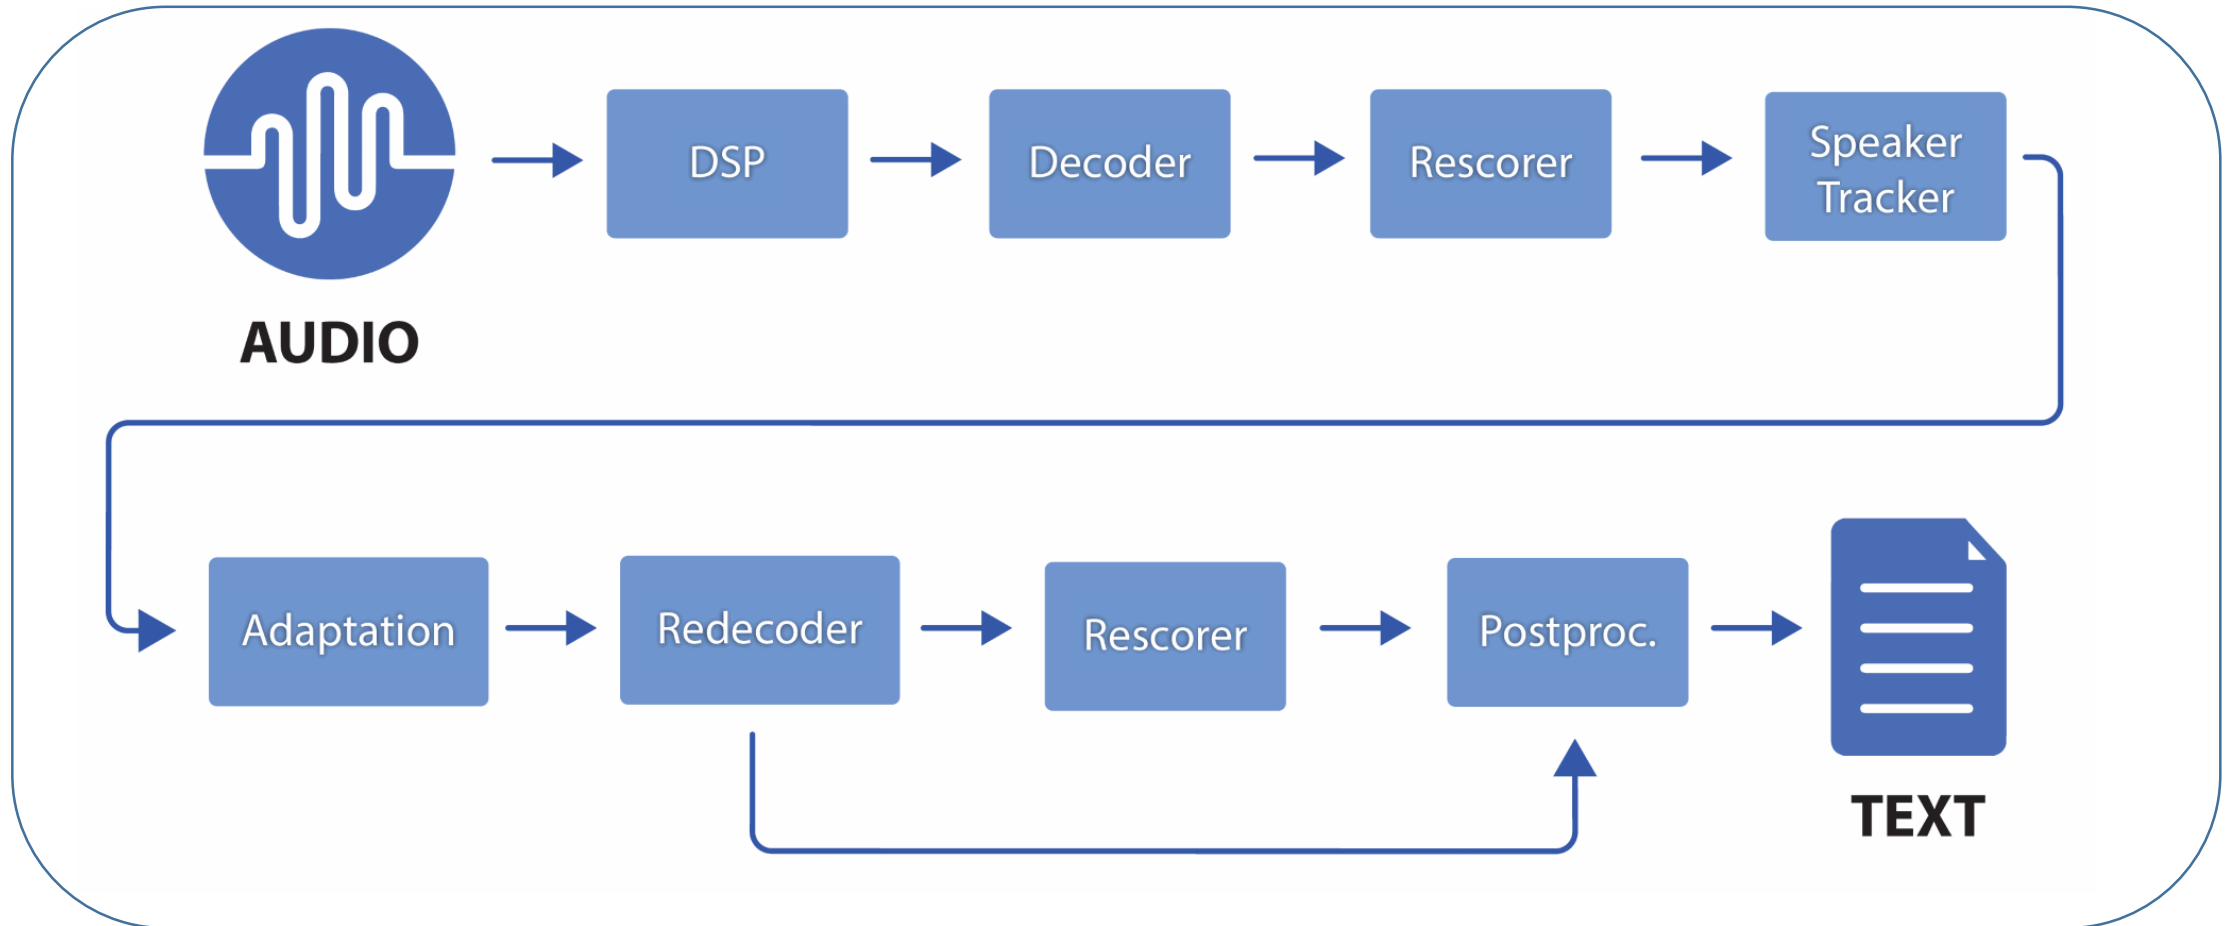 AUDIO
DSP
Decoder
Rescorer
Speaker
Tracker
Adaptation
Redecoder
Rescorer
Postproc.
TEXT